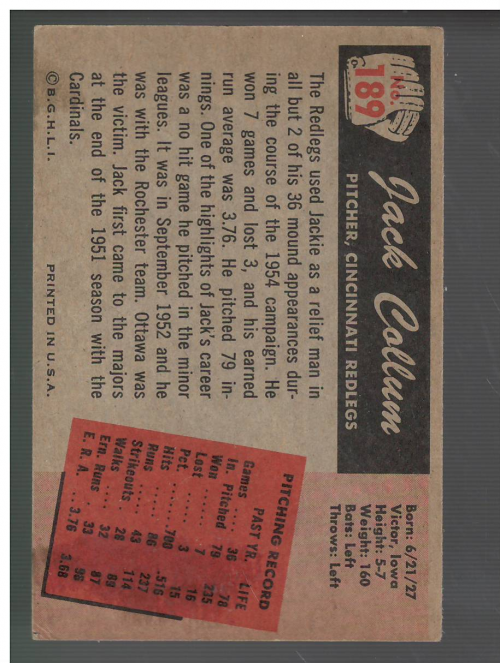 No.
189
Jack Collum
PITCHER, CINCINNATI REDLEGS
Born: 6/21/27
Victor, Iowa
Height: 5-7
Weight: 160
Bats: Left
Throws: Left
The Redlegs used Jackie as a relief man in
all but 2 of his 36 mound appearances dur-
ing the course of the 1954 campaign. He
won 7 games and lost 3, and his earned
run average was 3.76. He pitched 79 in-
nings. One of the highlights of Jack's career
was a no hit game he pitched in the minor
leagues. It was in September 1952 and he
was with the Rochester team. Ottawa was
the victim. Jack first came to the majors
at the end of the 1951 season with the
Cardinals.
PITCHING RECORD
PAST YR. LIFE
Games 36 78
In. Pitched 79 235
Won 7 16
Lost 3 15
Pct. .700 .516
Hits 86 237
Runs 43 114
Strikeouts 28 88
Walks 32 87
Ern. Runs 33 96
E. R. A. 3.76 3.68
©B.G.H.L.I. PRINTED IN U.S.A.